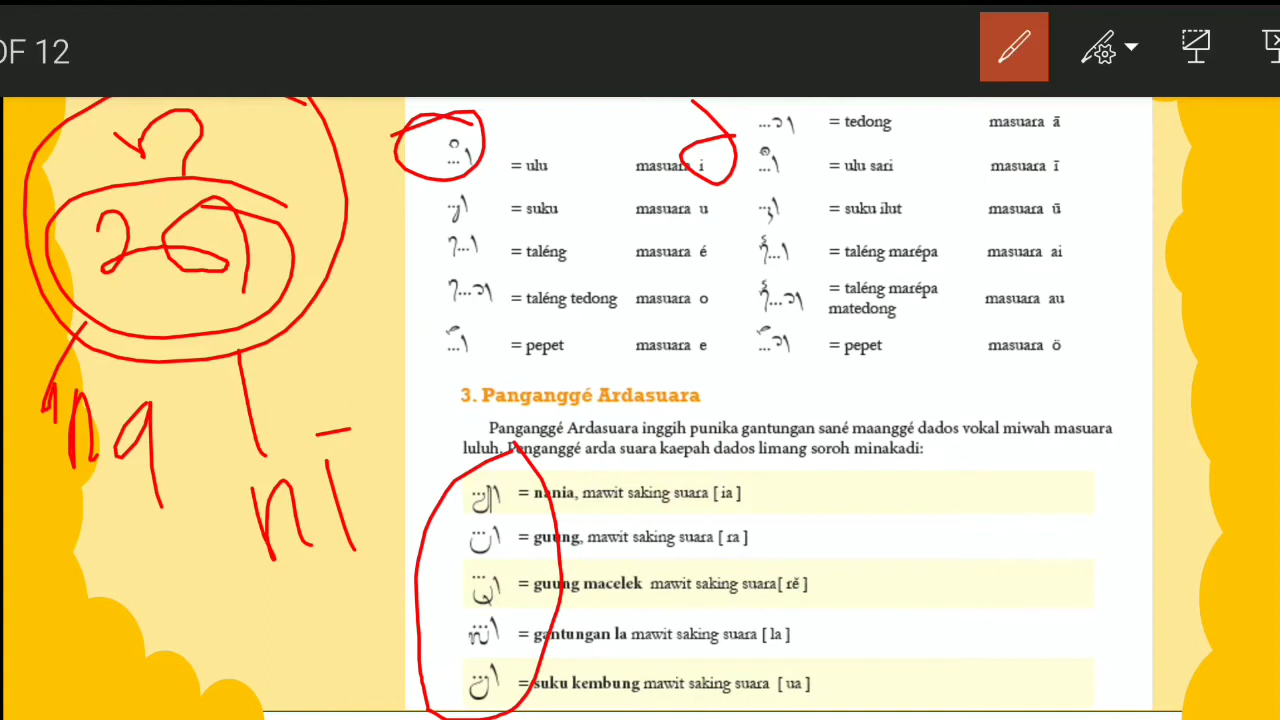 OF 12
= ulu masuara i
= tedong masuara ā
= ulu sari masuara ī
= suku masuara u
= suku ilut masuara ū
= taléng masuara é
= taléng marépa masuara ai
= taléng tedong masuara o
= taléng marépa matedong masuara au
= pepet masuara e
= pepet masuara ö
3. Panganggé Ardasuara
Panganggé Ardasuara inggih punika gantungan sané maanggé dados vokal miwah masuara
luluh. Penganggé arda suara kaepah dados limang soroh minakadi:
= nania, mawit saking suara [ ia ]
= guung, mawit saking suara [ ra ]
= guung macelek mawit saking suara[ rě ]
= gantungan la mawit saking suara [ la ]
= suku kembung mawit saking suara [ ua ]
na
ni